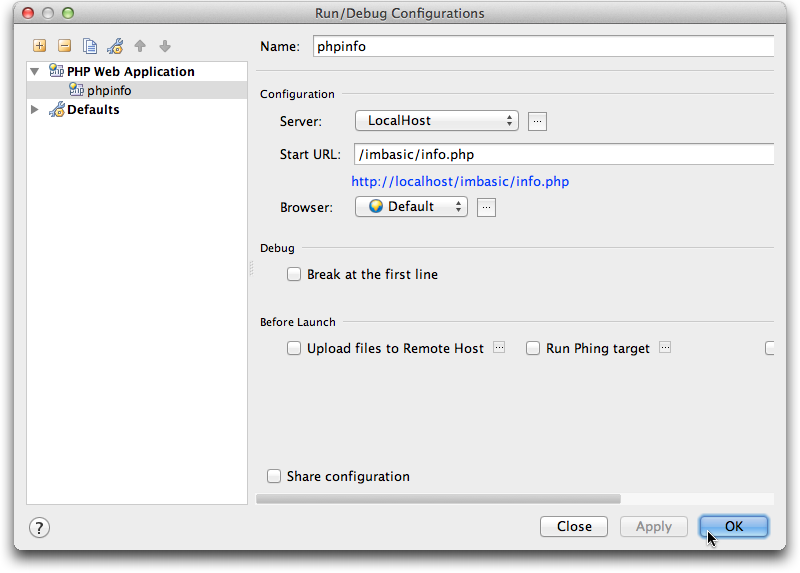 Run/Debug Configurations
Name: phpinfo
PHP Web Application
phpinfo
Defaults
Configuration
Server: LocalHost ...
Start URL: /imbasic/info.php
http://localhost/imbasic/info.php
Browser: Default ...
Debug
Break at the first line
Before Launch
Upload files to Remote Host ... Run Phing target ...
Share configuration
? Close Apply OK